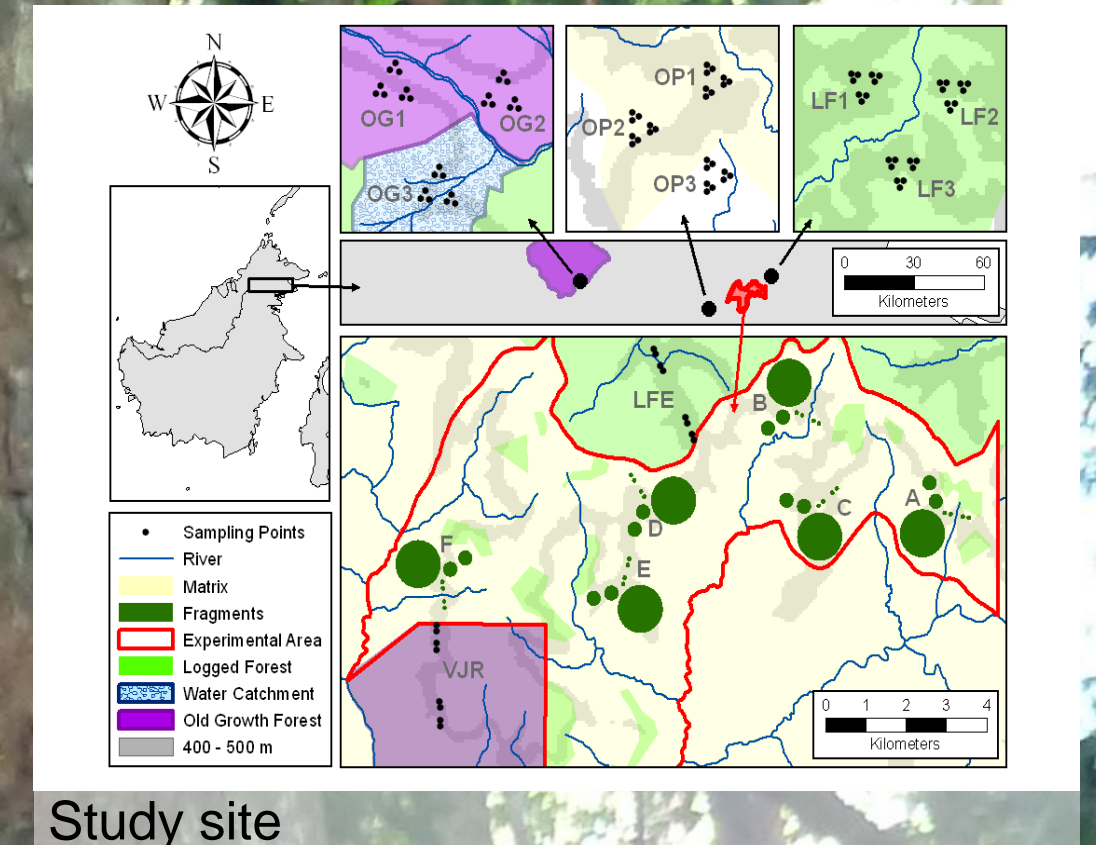 N
W E
S
OG1
OG2
OG3
OP1
OP2
OP3
LF1
LF2
LF3
0 30 60
Kilometers
LFE
B
A
C
D
F
E
VJR
0 1 2 3 4
Kilometers
Sampling Points
River
Matrix
Fragments
Experimental Area
Logged Forest
Water Catchment
Old Growth Forest
400 - 500 m
Study site